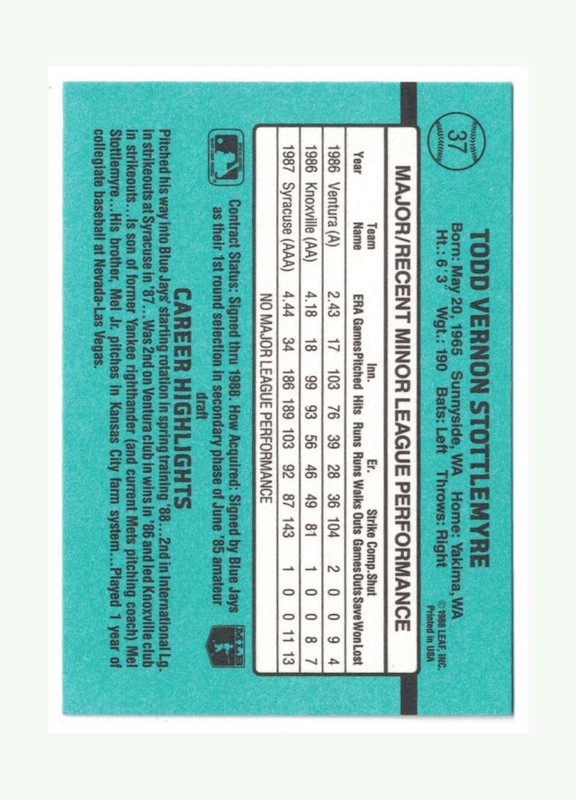 37
TODD VERNON STOTTLEMYRE
Born: May 20, 1965 Sunnyside, WA Home: Yakima, WA
Ht.: 6'3" Wgt.: 190 Bats: Left Throws: Right
© 1988 LEAF, INC.
Printed in USA
MAJOR/RECENT MINOR LEAGUE PERFORMANCE
Year Team Name ERA Games Inn. Pitched Hits Runs Er. Runs Walks Strike Outs Comp. Games Shut Outs Save Won Lost
1986 Ventura (A) 2.43 17 103 76 39 28 36 104 2 0 0 9 4
1986 Knoxville (AA) 4.18 18 99 93 56 46 49 81 1 0 0 8 7
1987 Syracuse (AAA) 4.44 34 186 189 103 92 87 143 1 0 0 11 13
NO MAJOR LEAGUE PERFORMANCE
Contract Status: Signed thru 1988. How Acquired: Signed by Blue Jays
as their 1st round selection in secondary phase of June '85 amateur
draft
MLB
CAREER HIGHLIGHTS
Pitched his way into Blue Jays' starting rotation in spring training '88...2nd in International Lg.
in strikeouts at Syracuse in '87...Was 2nd on Ventura club in wins in '86 and led Knoxville club
in strikeouts...Is son of former Yankee righthander (and current Mets pitching coach) Mel
Stottlemyre...His brother, Mel Jr. pitches in Kansas City farm system...Played 1 year of
collegiate baseball at Nevada-Las Vegas.